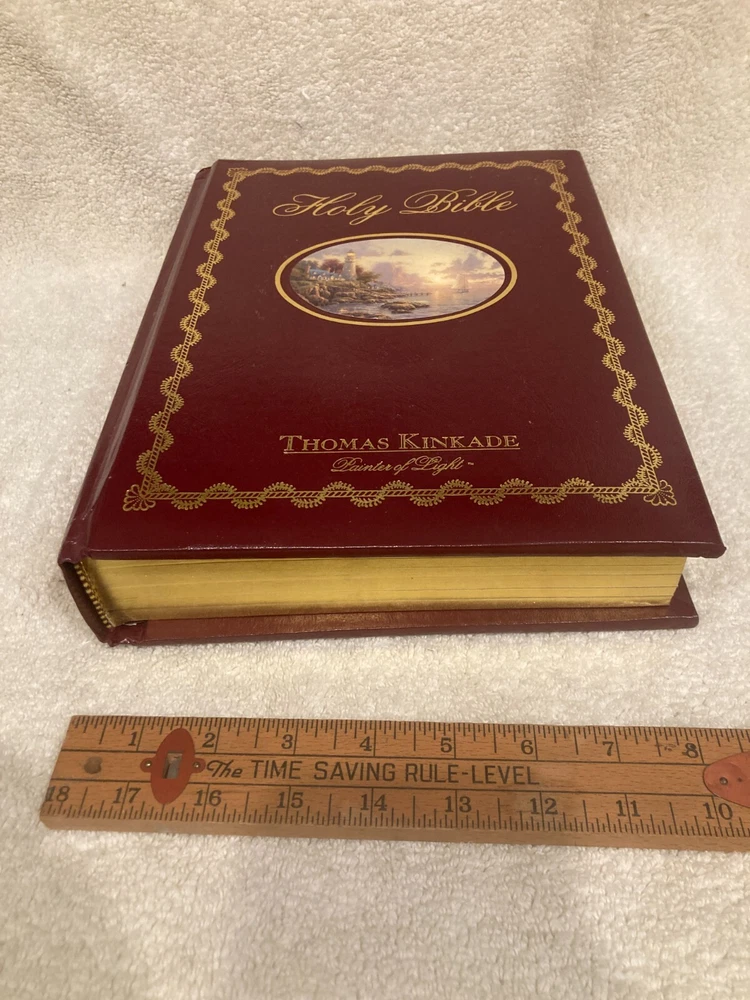 Holy Bible
THOMAS KINKADE
Painter of Light™
1 2 3 4 5 6 7 8
The TIME SAVING RULE-LEVEL
18 17 16 15 14 13 12 11 10